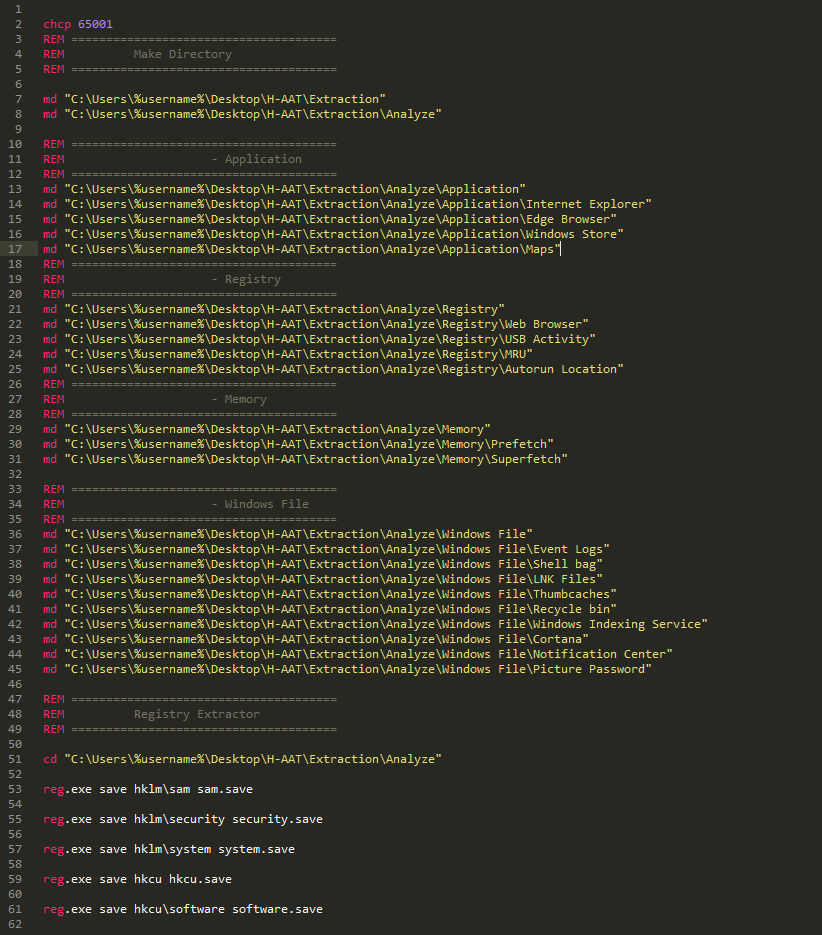 1
2 chcp 65001
3 REM ======================================
4 REM Make Directory
5 REM ======================================
6
7 md "C:\Users\%username%\Desktop\H-AAT\Extraction"
8 md "C:\Users\%username%\Desktop\H-AAT\Extraction\Analyze"
9
10 REM ======================================
11 REM - Application
12 REM ======================================
13 md "C:\Users\%username%\Desktop\H-AAT\Extraction\Analyze\Application"
14 md "C:\Users\%username%\Desktop\H-AAT\Extraction\Analyze\Application\Internet Explorer"
15 md "C:\Users\%username%\Desktop\H-AAT\Extraction\Analyze\Application\Edge Browser"
16 md "C:\Users\%username%\Desktop\H-AAT\Extraction\Analyze\Application\Windows Store"
17 md "C:\Users\%username%\Desktop\H-AAT\Extraction\Analyze\Application\Maps"
18 REM ======================================
19 REM - Registry
20 REM ======================================
21 md "C:\Users\%username%\Desktop\H-AAT\Extraction\Analyze\Registry"
22 md "C:\Users\%username%\Desktop\H-AAT\Extraction\Analyze\Registry\Web Browser"
23 md "C:\Users\%username%\Desktop\H-AAT\Extraction\Analyze\Registry\USB Activity"
24 md "C:\Users\%username%\Desktop\H-AAT\Extraction\Analyze\Registry\MRU"
25 md "C:\Users\%username%\Desktop\H-AAT\Extraction\Analyze\Registry\Autorun Location"
26 REM ======================================
27 REM - Memory
28 REM ======================================
29 md "C:\Users\%username%\Desktop\H-AAT\Extraction\Analyze\Memory"
30 md "C:\Users\%username%\Desktop\H-AAT\Extraction\Analyze\Memory\Prefetch"
31 md "C:\Users\%username%\Desktop\H-AAT\Extraction\Analyze\Memory\Superfetch"
32
33 REM ======================================
34 REM - Windows File
35 REM ======================================
36 md "C:\Users\%username%\Desktop\H-AAT\Extraction\Analyze\Windows File"
37 md "C:\Users\%username%\Desktop\H-AAT\Extraction\Analyze\Windows File\Event Logs"
38 md "C:\Users\%username%\Desktop\H-AAT\Extraction\Analyze\Windows File\Shell bag"
39 md "C:\Users\%username%\Desktop\H-AAT\Extraction\Analyze\Windows File\LNK Files"
40 md "C:\Users\%username%\Desktop\H-AAT\Extraction\Analyze\Windows File\Thumbcaches"
41 md "C:\Users\%username%\Desktop\H-AAT\Extraction\Analyze\Windows File\Recycle bin"
42 md "C:\Users\%username%\Desktop\H-AAT\Extraction\Analyze\Windows File\Windows Indexing Service"
43 md "C:\Users\%username%\Desktop\H-AAT\Extraction\Analyze\Windows File\Cortana"
44 md "C:\Users\%username%\Desktop\H-AAT\Extraction\Analyze\Windows File\Notification Center"
45 md "C:\Users\%username%\Desktop\H-AAT\Extraction\Analyze\Windows File\Picture Password"
46
47 REM ======================================
48 REM Registry Extractor
49 REM ======================================
50
51 cd "C:\Users\%username%\Desktop\H-AAT\Extraction\Analyze"
52
53 reg.exe save hklm\sam sam.save
54
55 reg.exe save hklm\security security.save
56
57 reg.exe save hklm\system system.save
58
59 reg.exe save hkcu hkcu.save
60
61 reg.exe save hkcu\software software.save
62